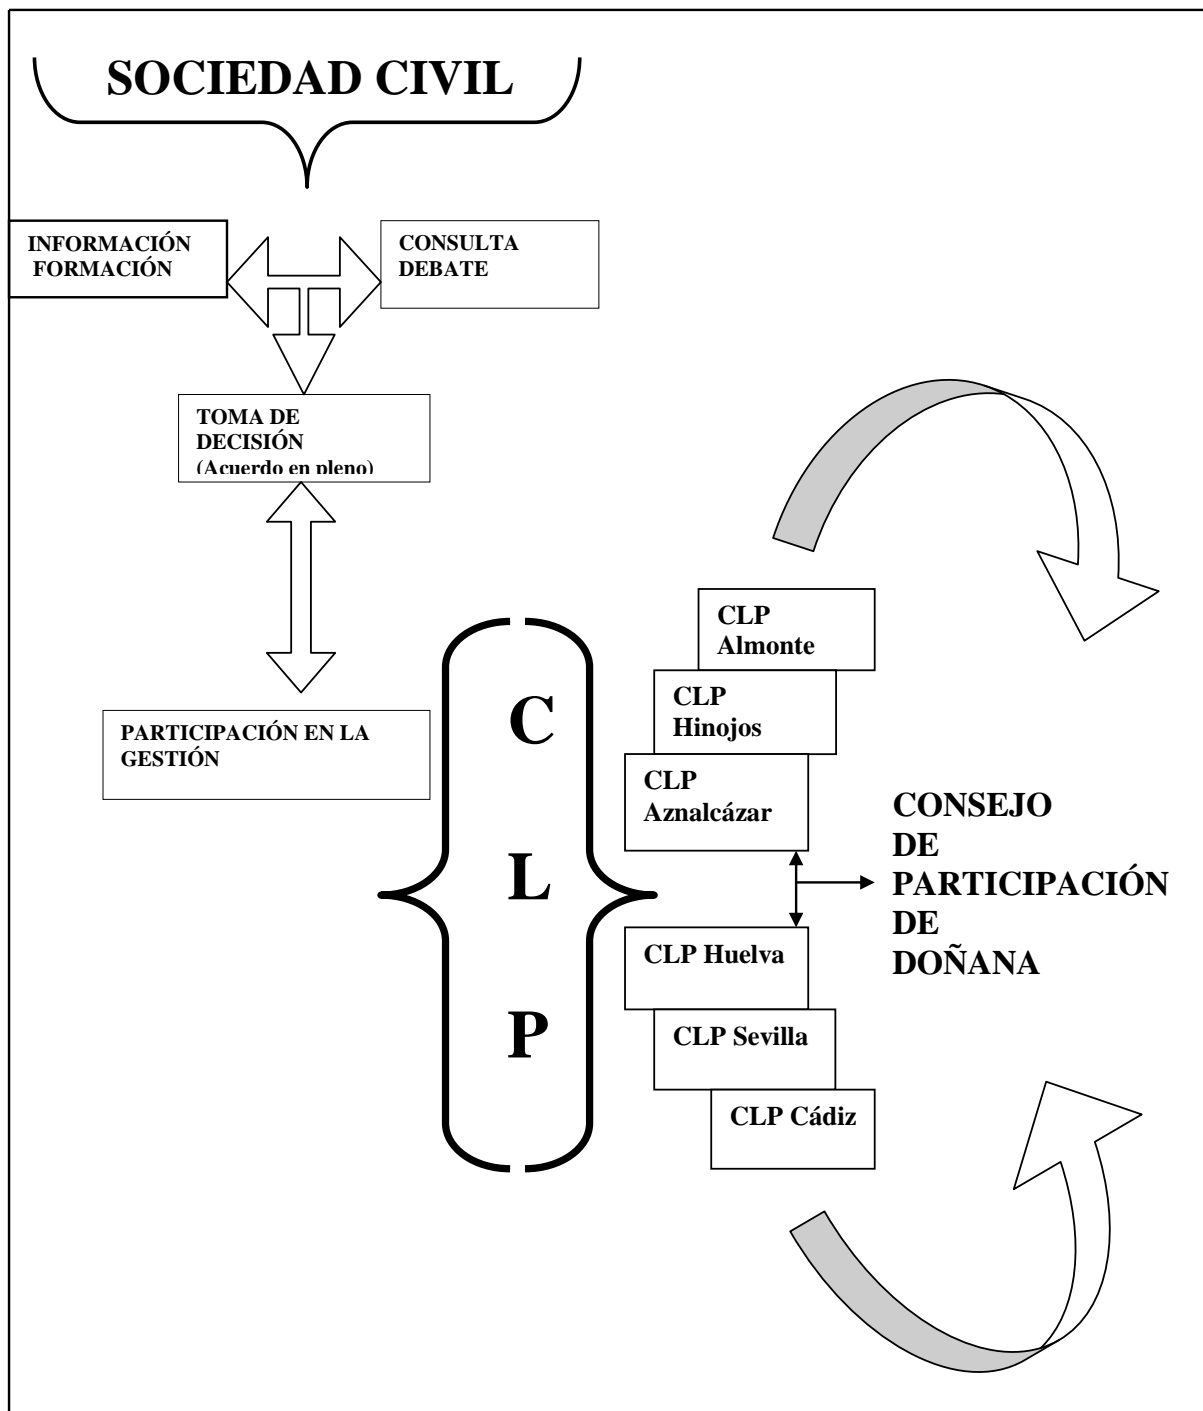 SOCIEDAD CIVIL
INFORMACIÓN
FORMACIÓN
CONSULTA
DEBATE
TOMA DE
DECISIÓN
(Acuerdo en pleno)
PARTICIPACIÓN EN LA
GESTIÓN
C
L
P
CLP
Almonte
CLP
Hinojos
CLP
Aznalcázar
CLP Huelva
CLP Sevilla
CLP Cádiz
CONSEJO
DE
PARTICIPACIÓN
DE
DOÑANA